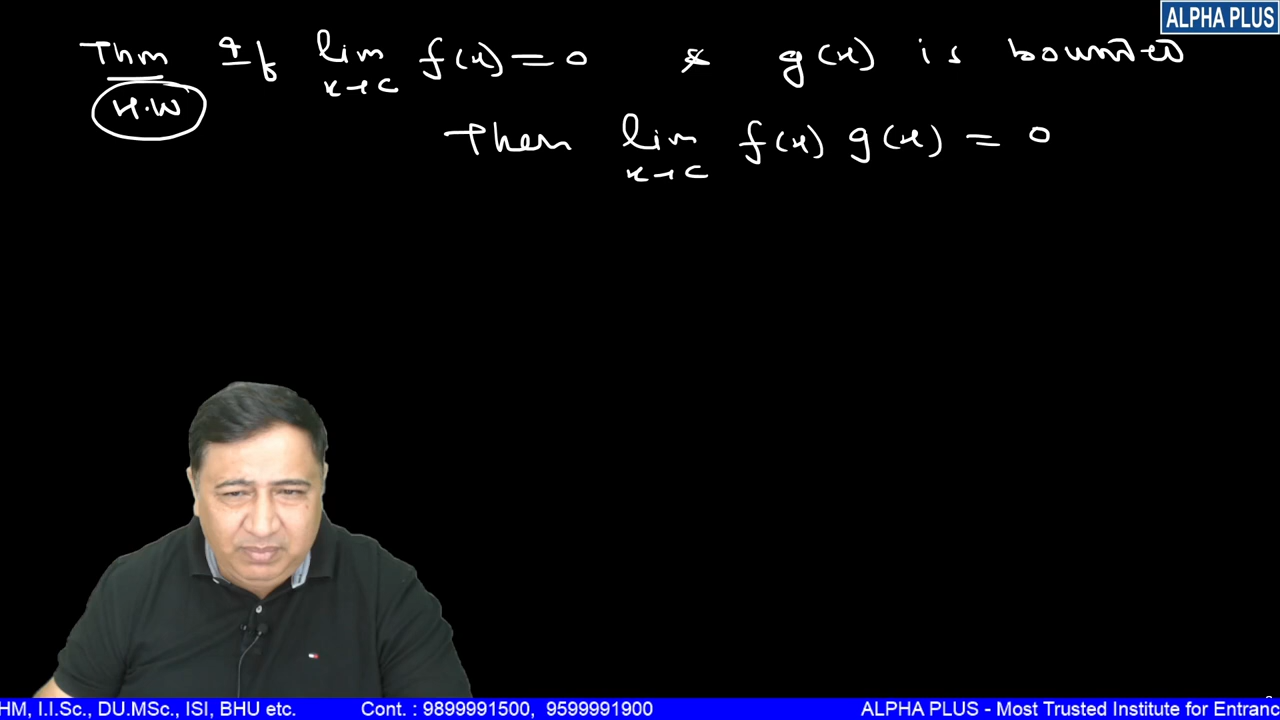 ALPHA PLUS
Thm If lim x→c f(x) = 0 & g(x) is bounded
H.W
Then lim x→c f(x) g(x) = 0
HM, I.I.Sc., DU.MSc., ISI, BHU etc. Cont. : 9899991500, 9599991900 ALPHA PLUS - Most Trusted Institute for Entranc